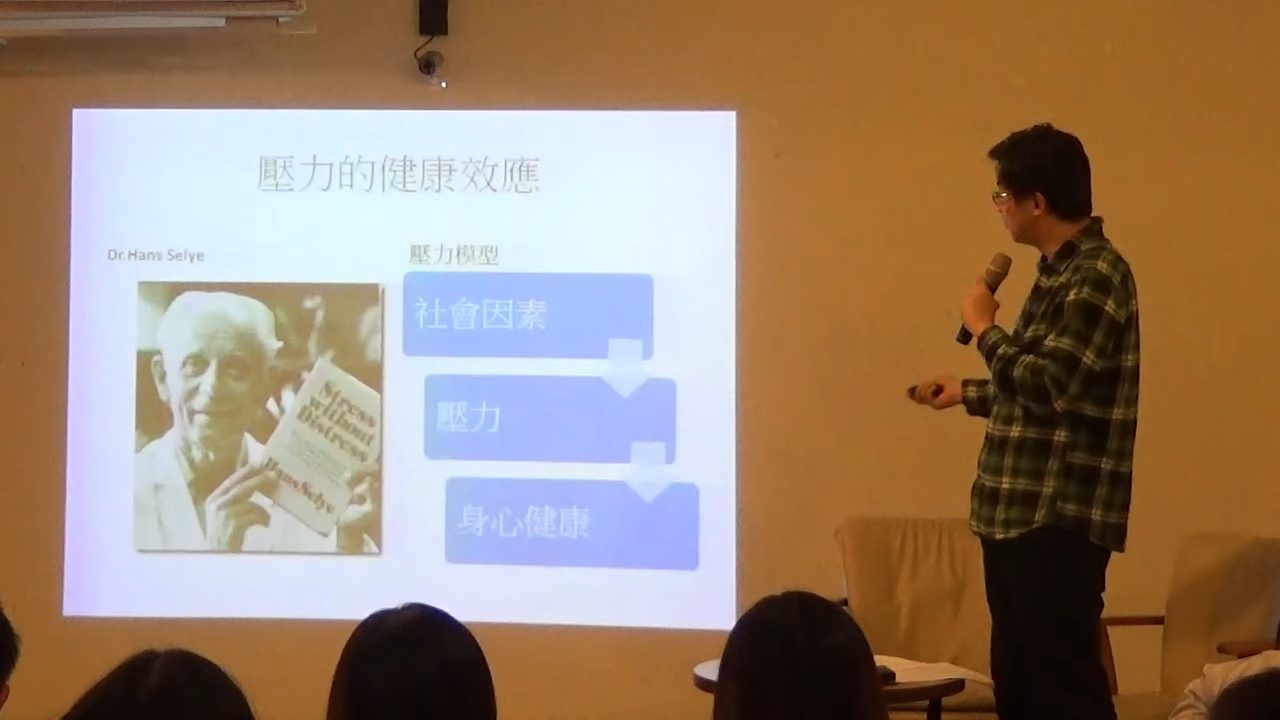 壓力的健康效應
Dr.Hans Selye
壓力模型
社會因素
壓力
身心健康
Stress
without
Distress
Hans Selye